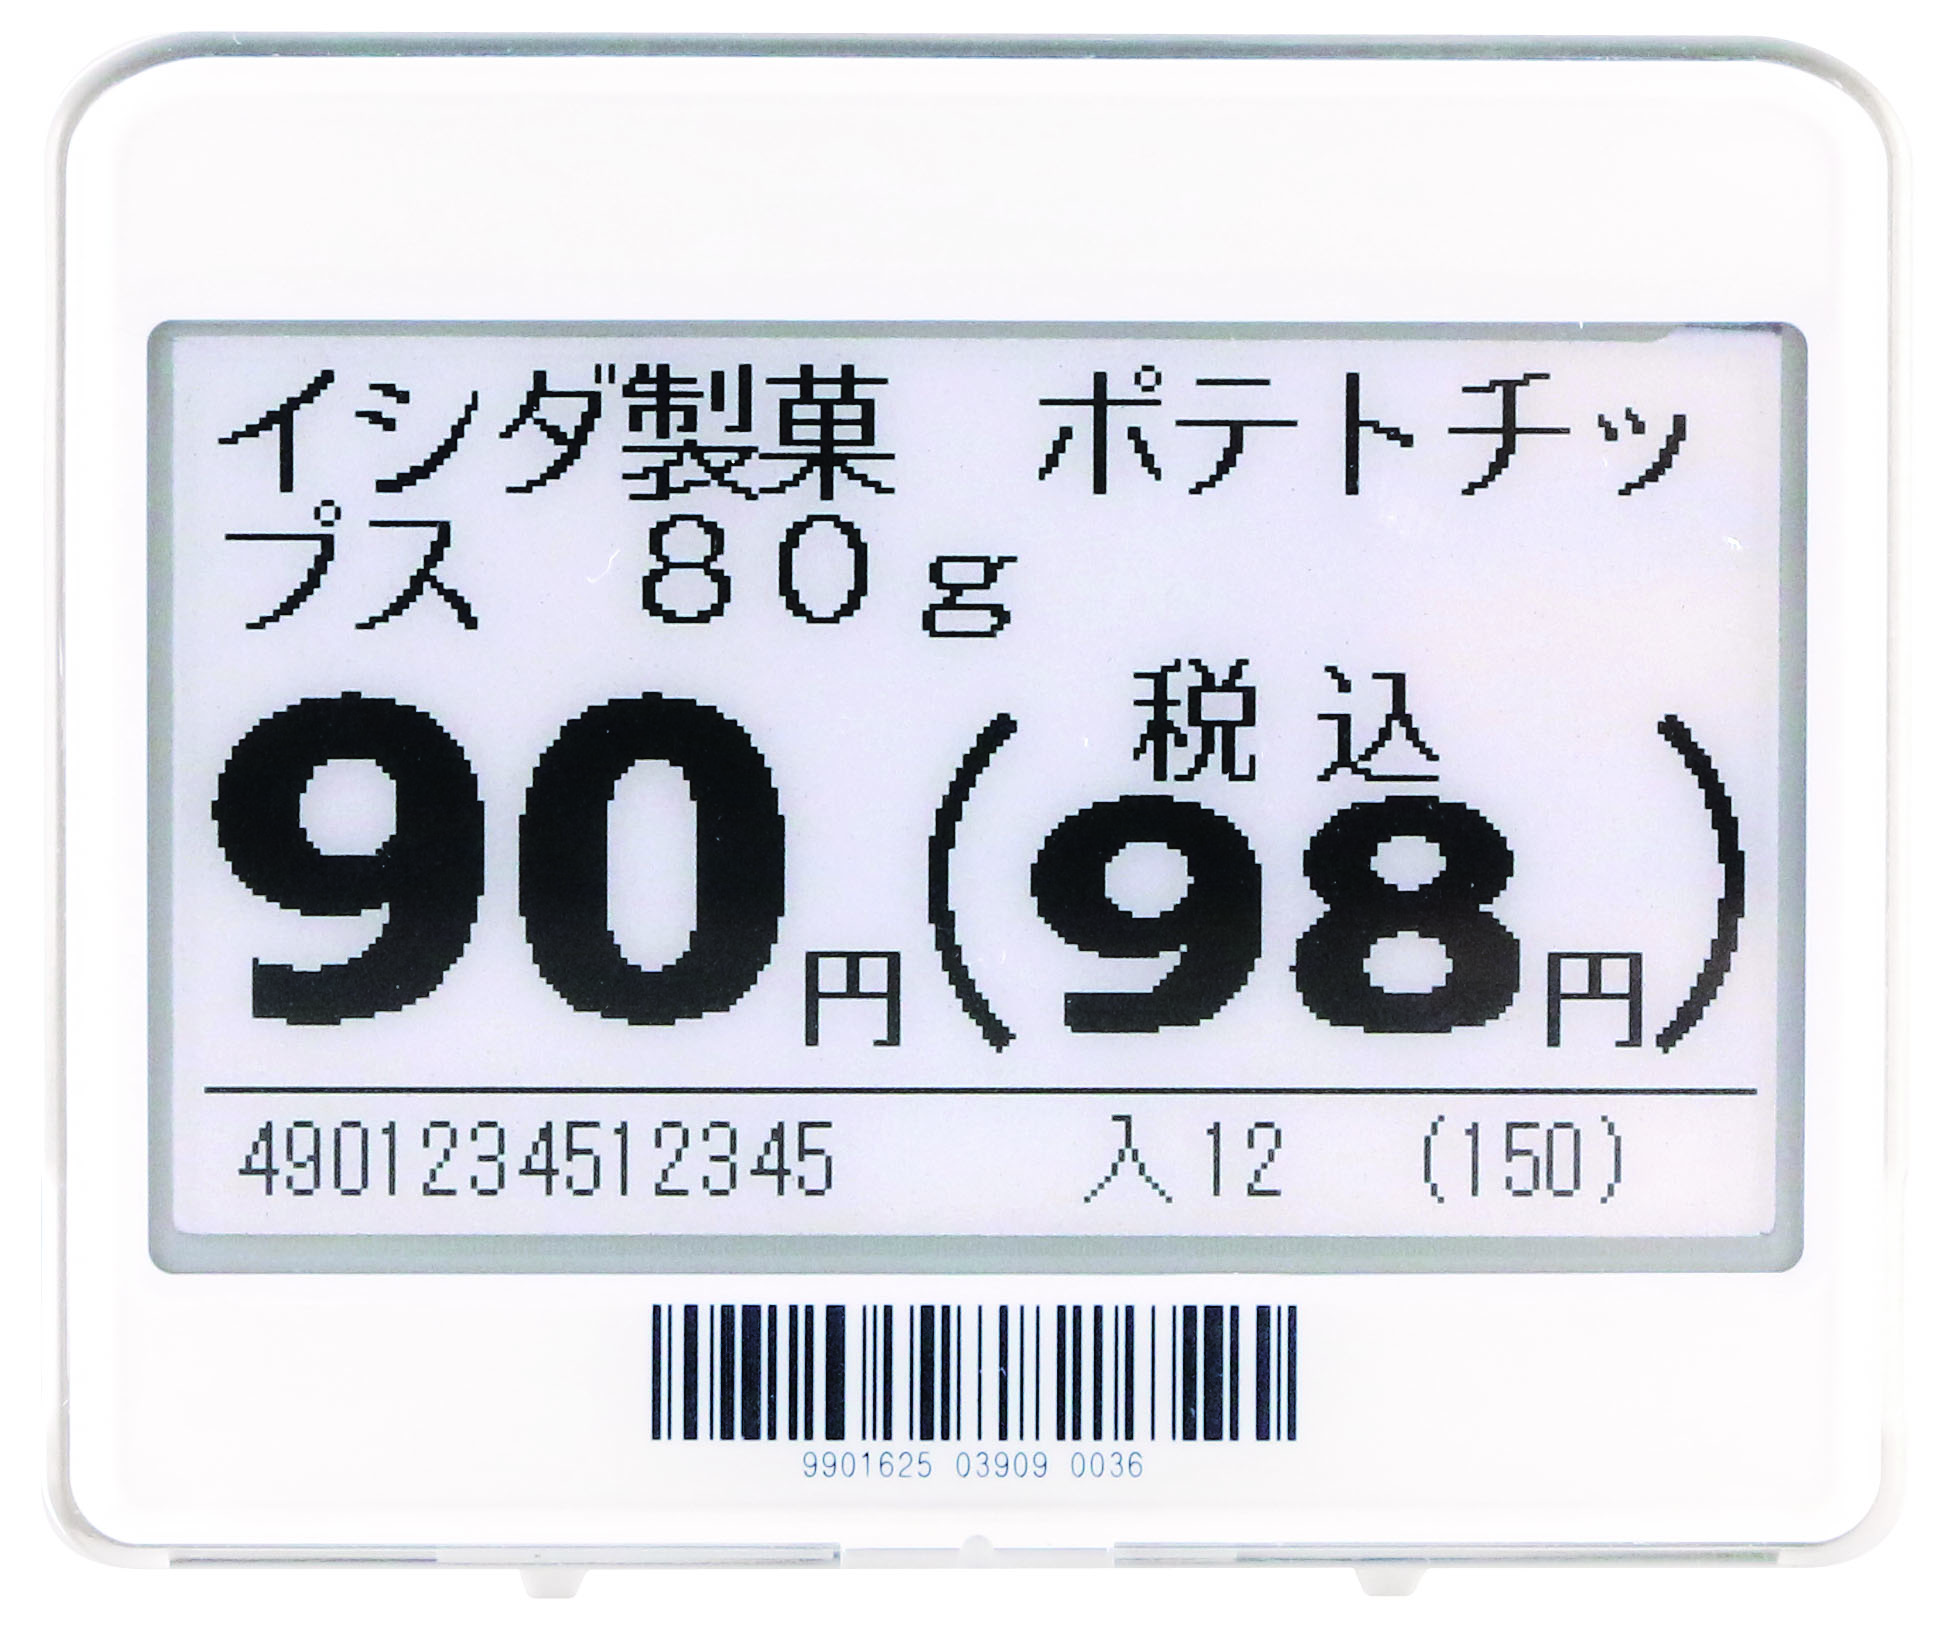 イシダ製菓　ポテトチッ
プス　８０ｇ
90円(税込98円)
4901234512345 入12 (150)
9901625 03909 0036